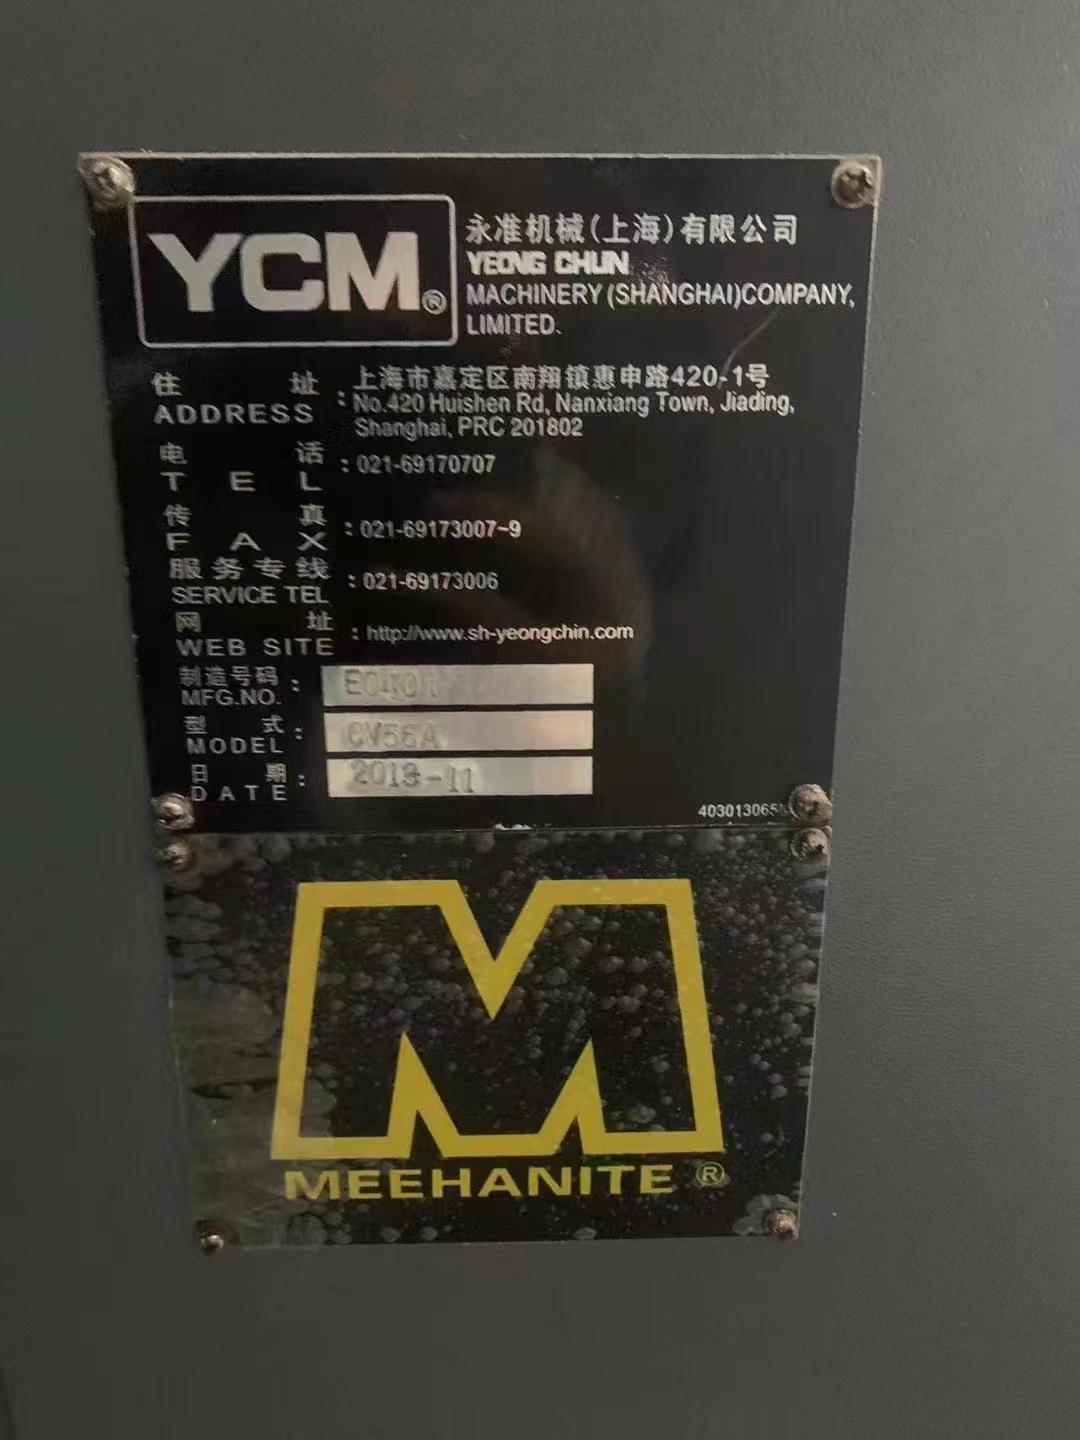 YCM®
永准机械(上海)有限公司
YEONG CHUN
MACHINERY (SHANGHAI)COMPANY,
LIMITED.
住址
ADDRESS
:
上海市嘉定区南翔镇惠申路420-1号
No.420 Huishen Rd, Nanxiang Town, Jiading,
Shanghai, PRC 201802
电话
TEL
: 021-69170707
传真
FAX
: 021-69173007~9
服务专线
SERVICE TEL
: 021-69173006
网址
WEB SITE
: http://www.sh-yeongchin.com
制造号码
MFG.NO.
:
型式
MODEL
: CV56A
日期
DATE
: 2013-11
MEEHANITE®